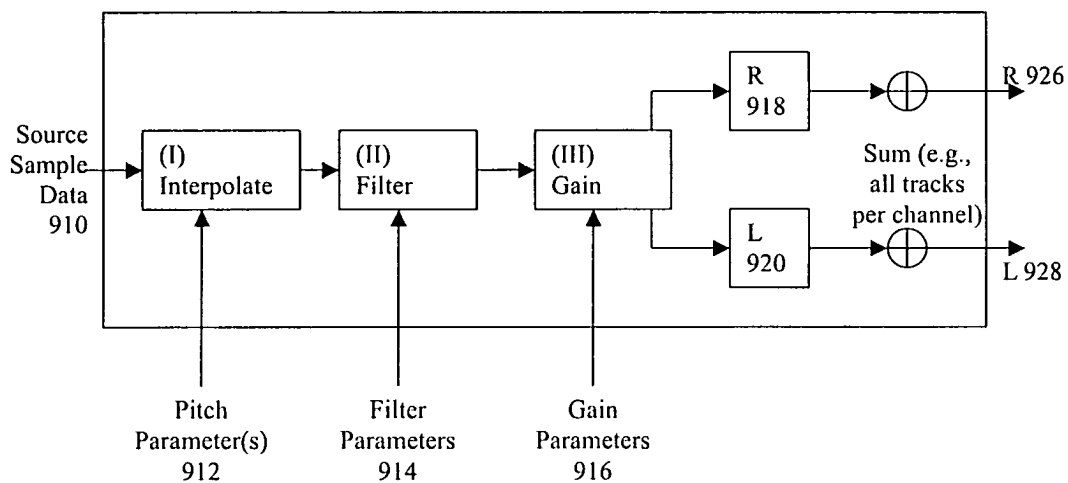 Source
Sample
Data
910
(I)
Interpolate
(II)
Filter
(III)
Gain
R
918
L
920
Sum (e.g.,
all tracks
per channel)
R 926
L 928
Pitch
Parameter(s)
912
Filter
Parameters
914
Gain
Parameters
916